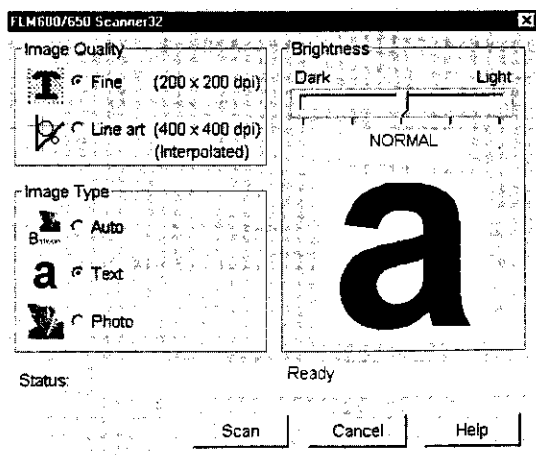 FLM600/650 Scanner32
Image Quality
Fine (200 x 200 dpi)
Line art (400 x 400 dpi)
(Interpolated)
Image Type
Auto
a Text
Photo
Brightness
Dark Light
NORMAL
a
Status:
Ready
Scan Cancel Help